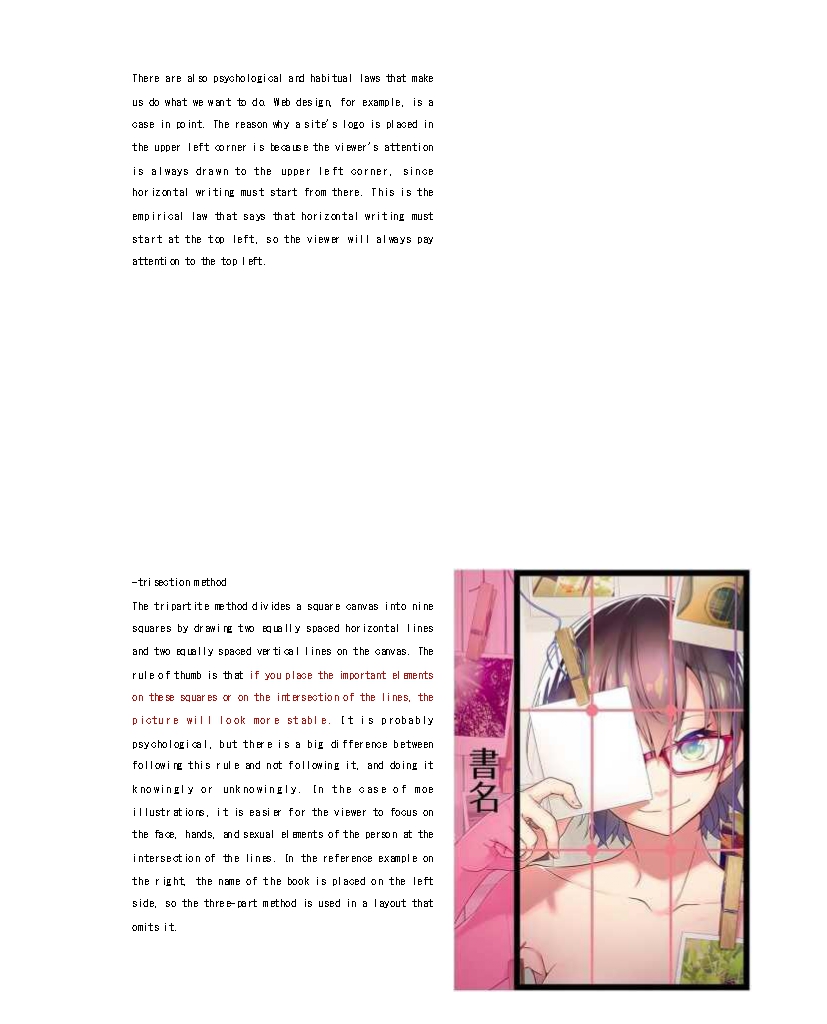 There are also psychological and habitual laws that make
us do what we want to do. Web design, for example, is a
case in point. The reason why a site's logo is placed in
the upper left corner is because the viewer's attention
is always drawn to the upper left corner, since
horizontal writing must start from there. This is the
empirical law that says that horizontal writing must
start at the top left, so the viewer will always pay
attention to the top left.
-trisection method
The tripartite method divides a square canvas into nine
squares by drawing two equally spaced horizontal lines
and two equally spaced vertical lines on the canvas. The
rule of thumb is that if you place the important elements
on these squares or on the intersection of the lines, the
picture will look more stable. It is probably
psychological, but there is a big difference between
following this rule and not following it, and doing it
knowingly or unknowingly. In the case of moe
illustrations, it is easier for the viewer to focus on
the face, hands, and sexual elements of the person at the
intersection of the lines. In the reference example on
the right, the name of the book is placed on the left
side, so the three-part method is used in a layout that
omits it.
書名